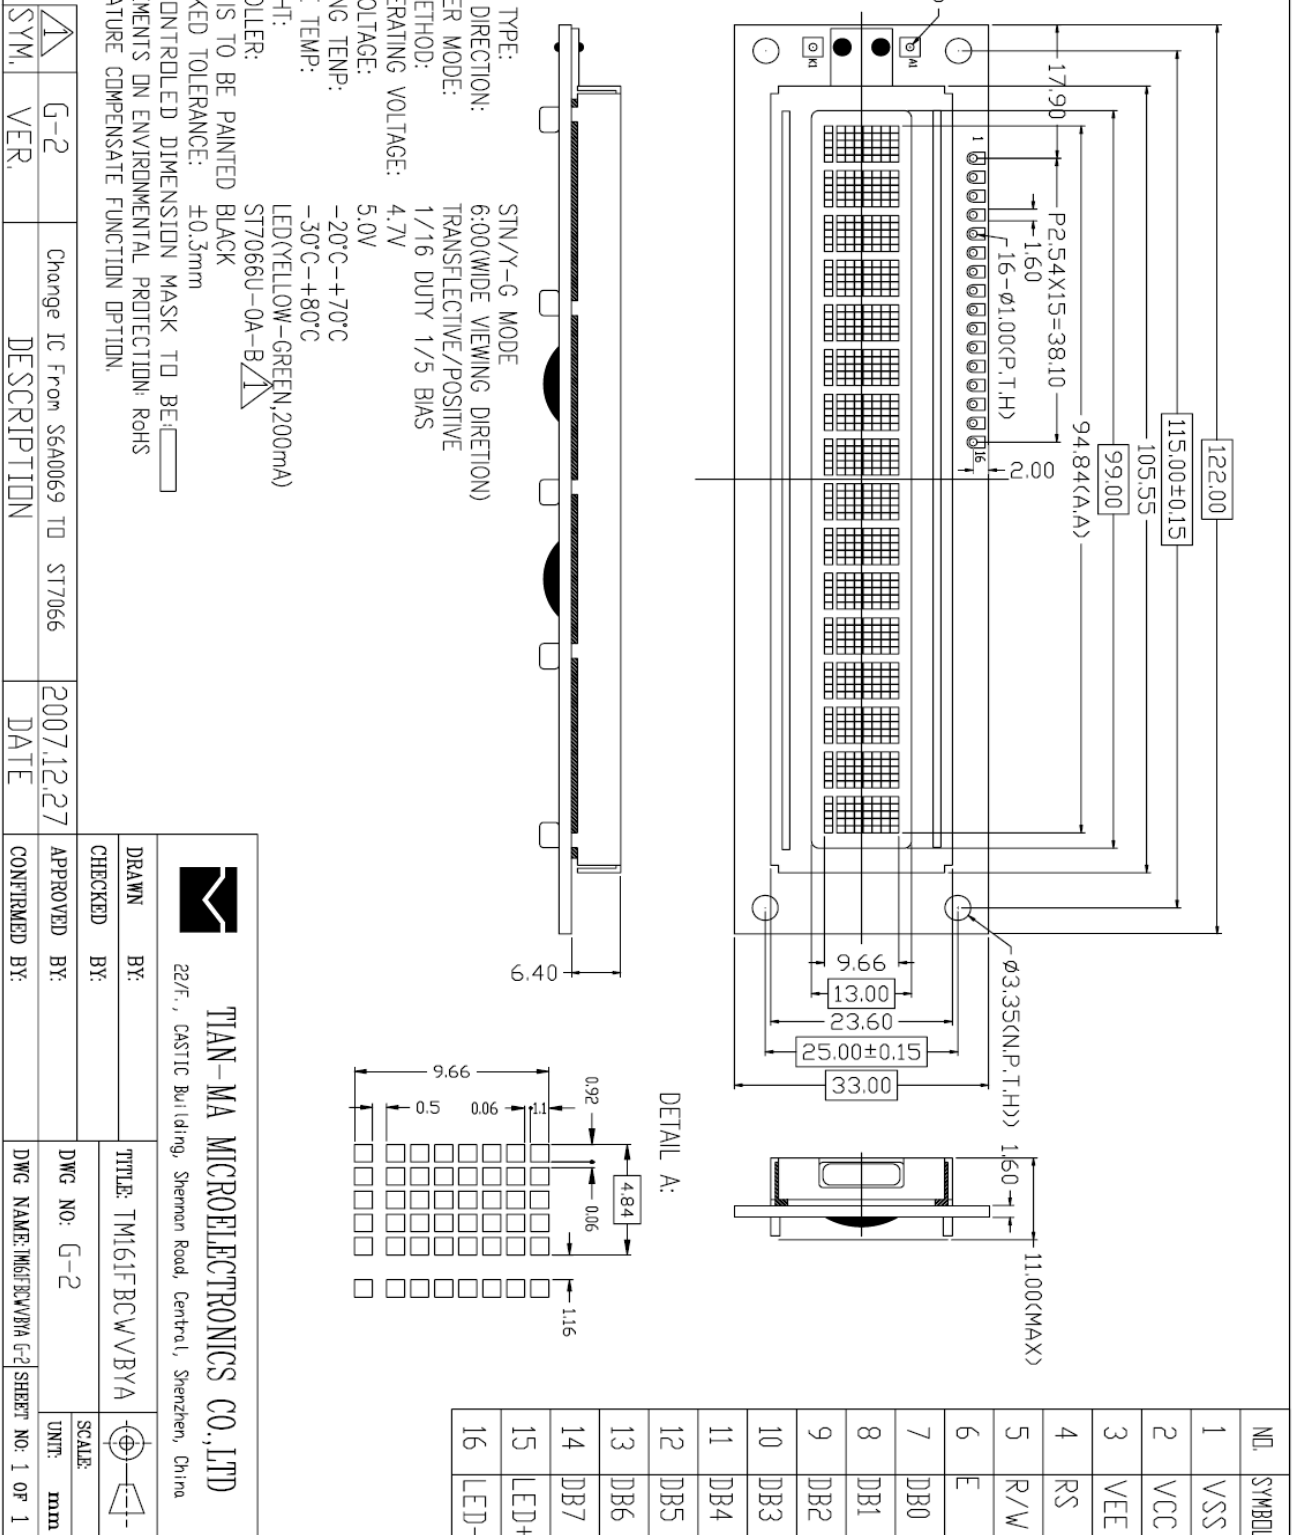 122.00
115.00±0.15
105.55
99.00
94.84(A.A)
17.90
P2.54X15=38.10
1.60
16-ø1.00(P.T.H)
2.00
1
16
K1
A1
9.66
13.00
23.60
25.00±0.15
33.00
ø3.35(N.P.T.H))
1.60
11.00(MAX)
6.40
DETAIL A:
9.66
0.5
0.06
1.1
0.92
4.84
0.06
1.16
NO. SYMBOL
1 VSS
2 VCC
3 VEE
4 RS
5 R/W
6 E
7 DB0
8 DB1
9 DB2
10 DB3
11 DB4
12 DB5
13 DB6
14 DB7
15 LED+
16 LED-
TYPE: STN/Y-G MODE
DIRECTION: 6:00(WIDE VIEWING DIRETION)
ER MODE: TRANSFLECTIVE/POSITIVE
ETHOD: 1/16 DUTY 1/5 BIAS
ERATING VOLTAGE: 4.7V
OLTAGE: 5.0V
NG TENP: -20°C-+70°C
E TEMP: -30°C-+80°C
HT: LED(YELLOW-GREEN,200mA)
OLLER: ST7066U-0A-B 1
IS TO BE PAINTED BLACK
KED TOLERANCE: ±0.3mm
ONTROLED DIMENSION MASK TO BE:
EMENTS ON ENVIRONMENTAL PROTECTION: RoHS
ATURE COMPENSATE FUNCTION OPTION.
1 G-2 Change IC From S6A0069 TO ST7066 2007.12.27
SYM. VER. DESCRIPTION DATE
TIAN-MA MICROELECTRONICS CO.,LTD
22/F., CASTIC Building, Shennan Road, Central, Shenzhen, China
DRAWN BY:
CHECKED BY:
APPROVED BY:
CONFIRMED BY:
TITLE: TM161FBCWVBYA
DWG NO: G-2
DWG NAME:TM161FBCWVBYA G-2
SHEET NO: 1 OF 1
SCALE:
UNIT: mm